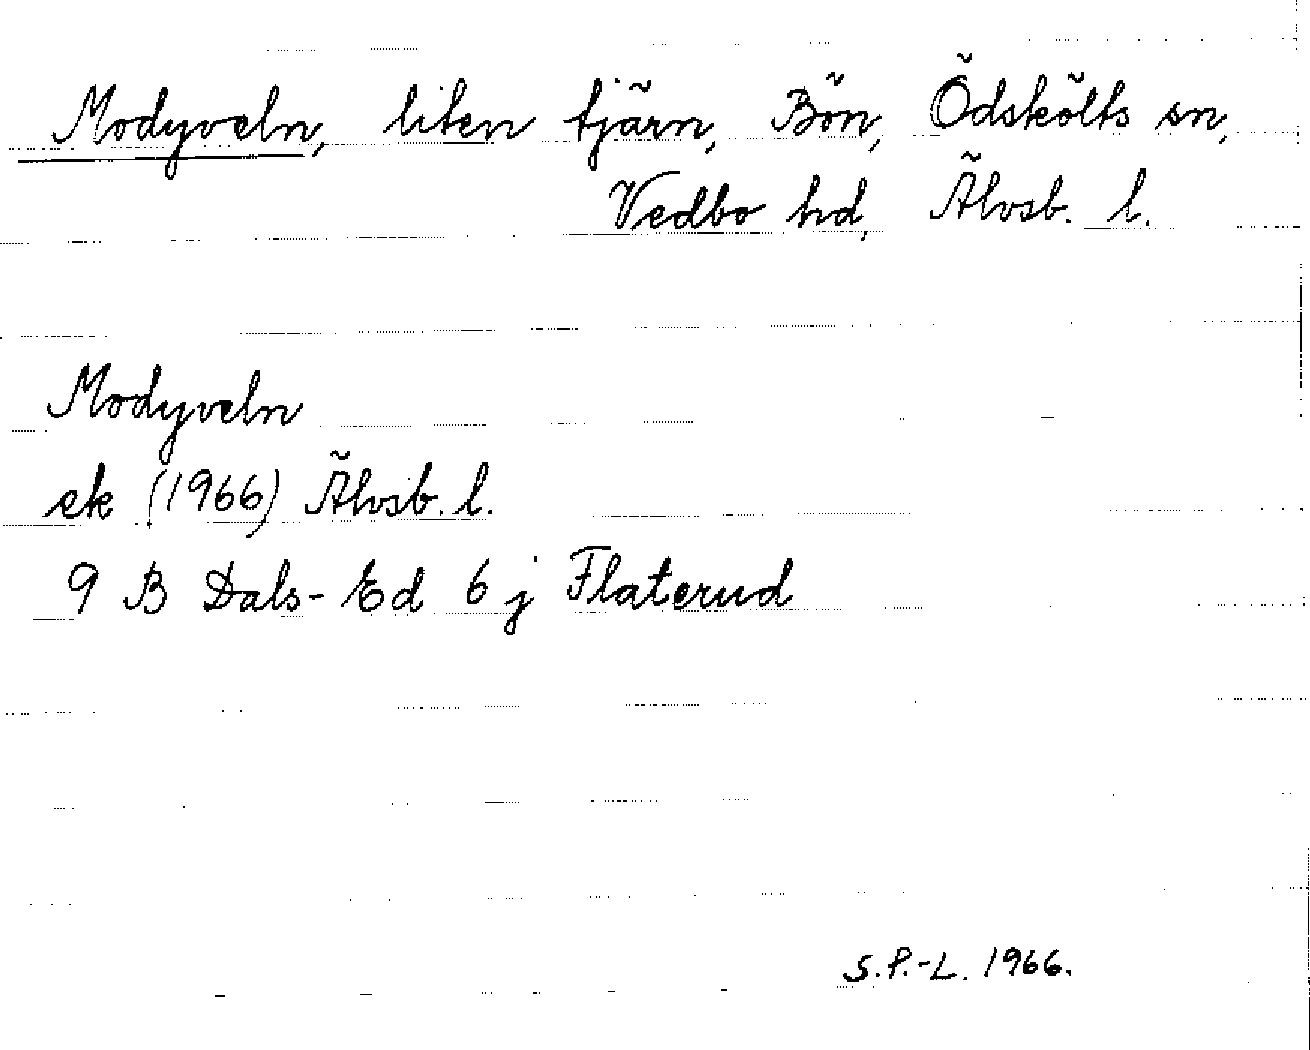 Modyveln, liten tjärn, Bön, Ödskölts sn,
Vedbo hd, Älvsb. l.
Modyveln
ek (1966) Älvsb. l.
9 B Dals-Ed 6 j Flaterud
S.P.-L. 1966.